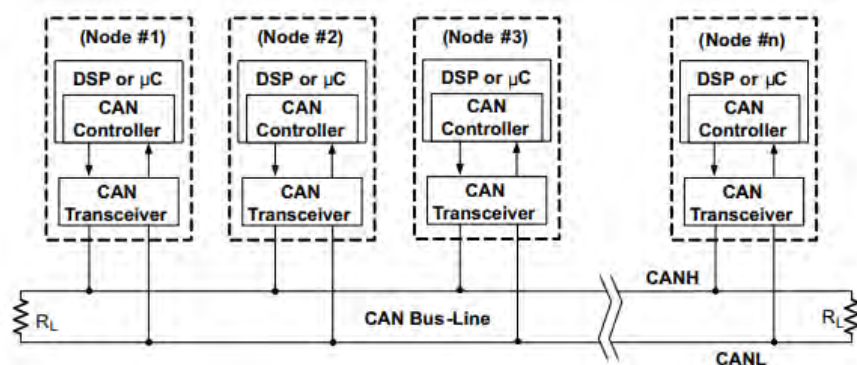 (Node #1)
DSP or µC
CAN
Controller
CAN
Transceiver
(Node #2)
DSP or µC
CAN
Controller
CAN
Transceiver
(Node #3)
DSP or µC
CAN
Controller
CAN
Transceiver
(Node #n)
DSP or µC
CAN
Controller
CAN
Transceiver
CANH
RL
CAN Bus-Line
RL
CANL